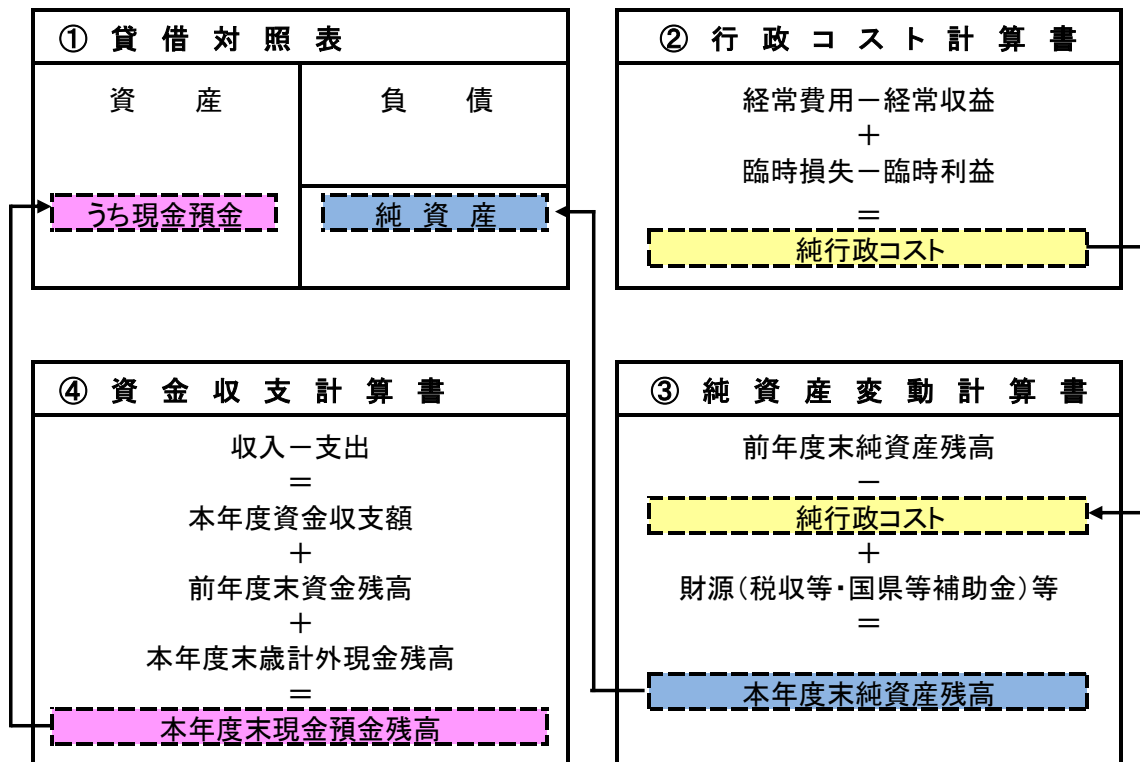 ① 貸 借 対 照 表
資 産
負 債
うち現金預金
純 資 産
② 行 政 コ ス ト 計 算 書
経常費用－経常収益
＋
臨時損失－臨時利益
＝
純行政コスト
④ 資 金 収 支 計 算 書
収入－支出
＝
本年度資金収支額
＋
前年度末資金残高
＋
本年度末歳計外現金残高
＝
本年度末現金預金残高
③ 純 資 産 変 動 計 算 書
前年度末純資産残高
－
純行政コスト
＋
財源（税収等・国県等補助金）等
＝
本年度末純資産残高